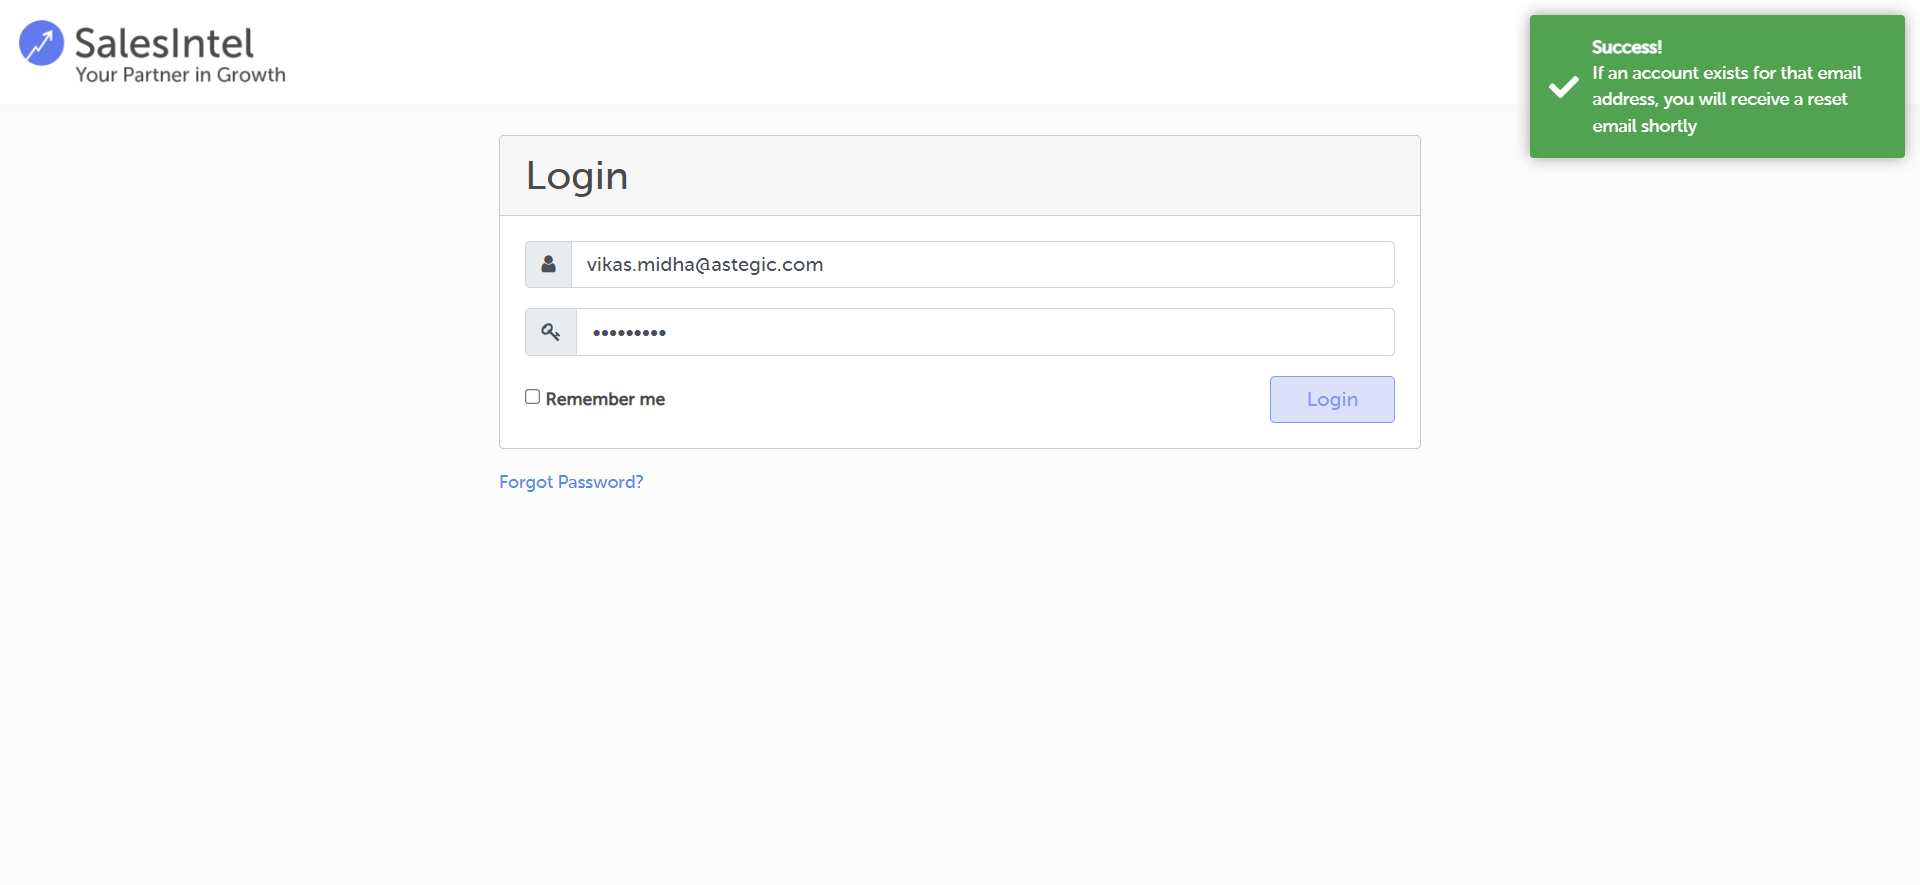 SalesIntel
Your Partner in Growth
Success!
If an account exists for that email
address, you will receive a reset
email shortly
Login
vikas.midha@astegic.com
•••••••••
Remember me
Login
Forgot Password?